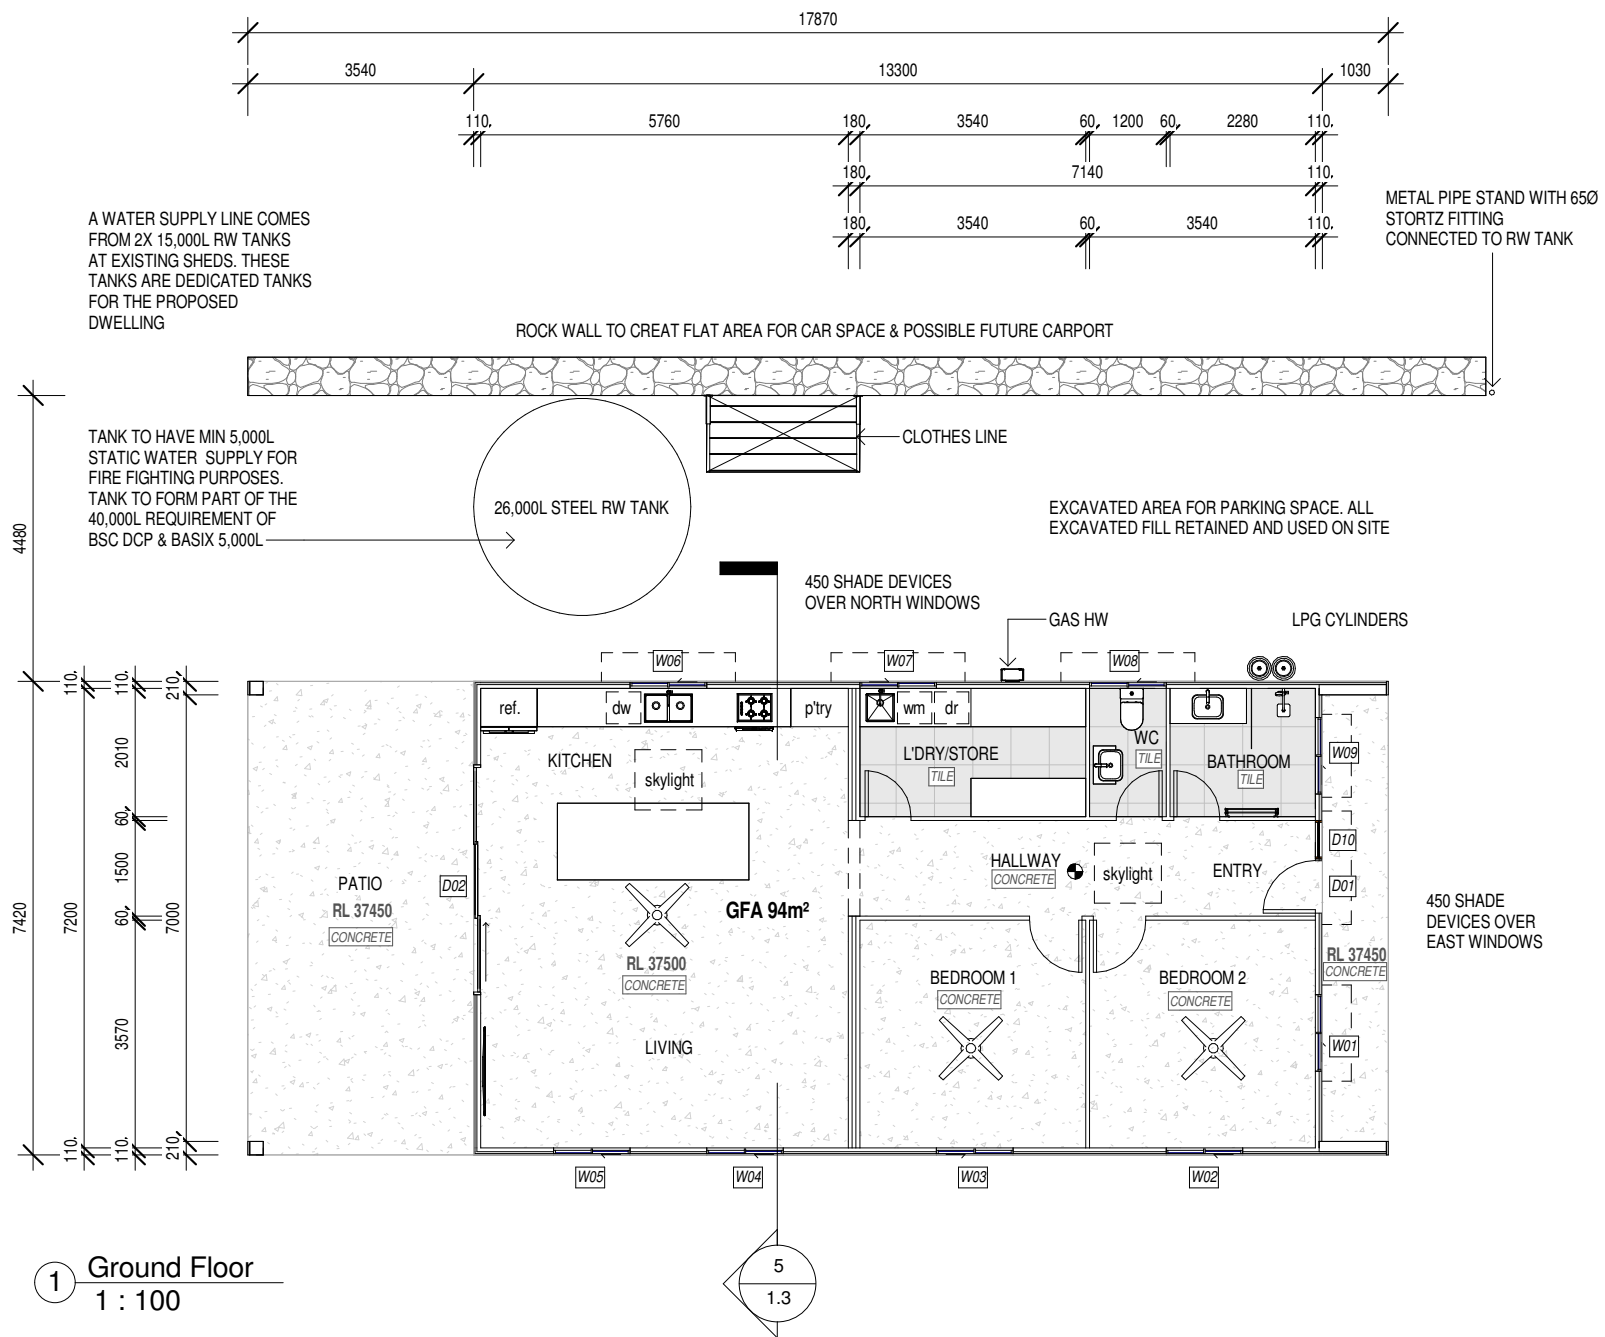 17870
3540
13300
1030
110
5760
180
3540
60
1200
60
2280
110
180
7140
110
180
3540
60
3540
110
METAL PIPE STAND WITH 65Ø
STORTZ FITTING
CONNECTED TO RW TANK
A WATER SUPPLY LINE COMES
FROM 2X 15,000L RW TANKS
AT EXISTING SHEDS. THESE
TANKS ARE DEDICATED TANKS
FOR THE PROPOSED
DWELLING
ROCK WALL TO CREAT FLAT AREA FOR CAR SPACE & POSSIBLE FUTURE CARPORT
TANK TO HAVE MIN 5,000L
STATIC WATER SUPPLY FOR
FIRE FIGHTING PURPOSES.
TANK TO FORM PART OF THE
40,000L REQUIREMENT OF
BSC DCP & BASIX 5,000L
26,000L STEEL RW TANK
CLOTHES LINE
EXCAVATED AREA FOR PARKING SPACE. ALL
EXCAVATED FILL RETAINED AND USED ON SITE
450 SHADE DEVICES
OVER NORTH WINDOWS
GAS HW
LPG CYLINDERS
4480
7420
110
7200
110
110
2010
60
1500
60
3570
110
210
7000
210
W06
W07
W08
ref.
dw
p'try
wm
dr
KITCHEN
skylight
L'DRY/STORE
TILE
WC
TILE
BATHROOM
TILE
W09
D10
HALLWAY
CONCRETE
skylight
ENTRY
D01
PATIO
RL 37450
CONCRETE
D02
GFA 94m²
RL 37500
CONCRETE
LIVING
BEDROOM 1
CONCRETE
BEDROOM 2
CONCRETE
RL 37450
CONCRETE
W01
450 SHADE
DEVICES OVER
EAST WINDOWS
W05
W04
W03
W02
5
1.3
1
Ground Floor
1 : 100